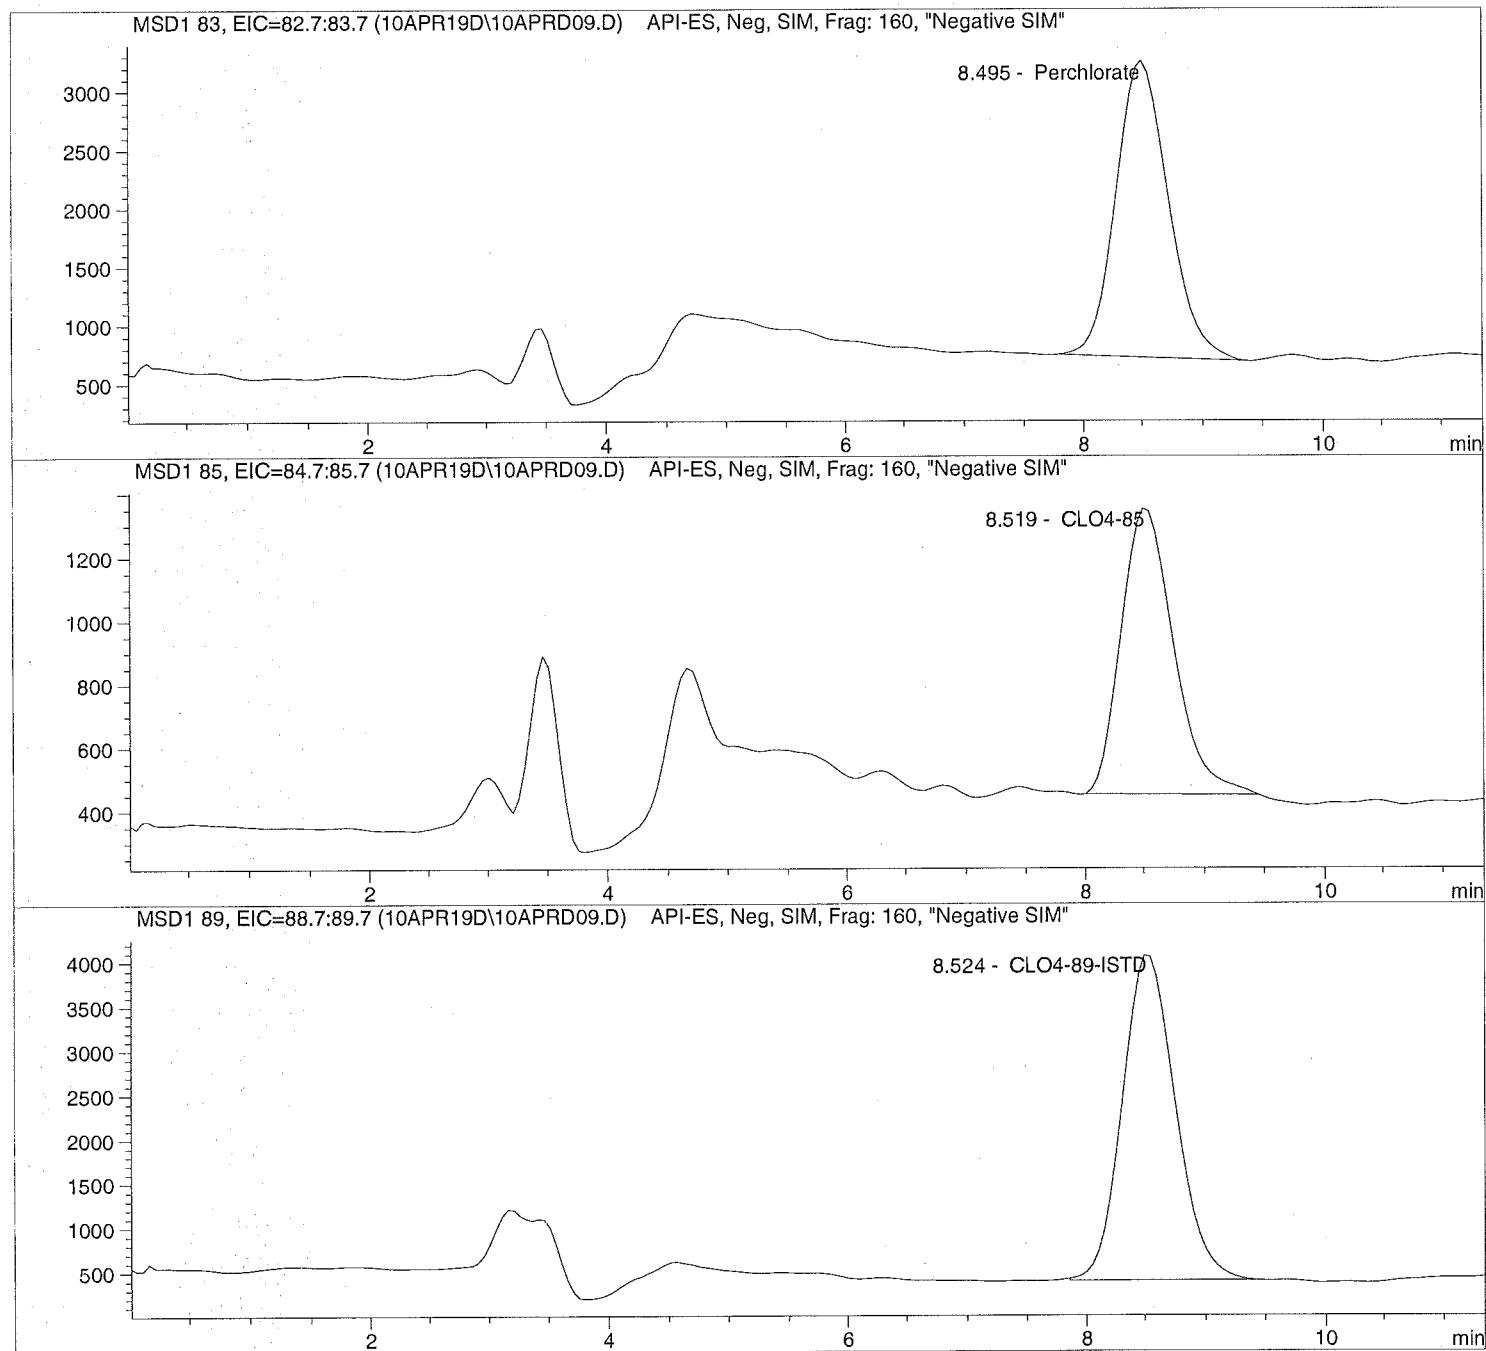 MSD1 83, EIC=82.7:83.7 (10APR19D\10APRD09.D) API-ES, Neg, SIM, Frag: 160, "Negative SIM"
8.495 - Perchlorate
3000
2500
2000
1500
1000
500
2 4 6 8 10 min
MSD1 85, EIC=84.7:85.7 (10APR19D\10APRD09.D) API-ES, Neg, SIM, Frag: 160, "Negative SIM"
8.519 - CLO4-85
1200
1000
800
600
400
2 4 6 8 10 min
MSD1 89, EIC=88.7:89.7 (10APR19D\10APRD09.D) API-ES, Neg, SIM, Frag: 160, "Negative SIM"
8.524 - CLO4-89-ISTD
4000
3500
3000
2500
2000
1500
1000
500
2 4 6 8 10 min